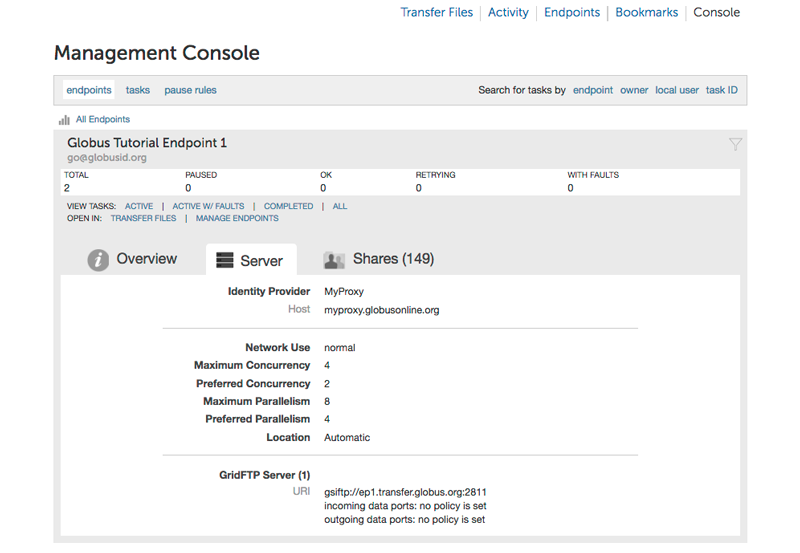 Transfer Files | Activity | Endpoints | Bookmarks | Console
Management Console
endpoints tasks pause rules Search for tasks by endpoint owner local user task ID
All Endpoints
Globus Tutorial Endpoint 1
go@globusid.org
TOTAL PAUSED OK RETRYING WITH FAULTS
2 0 0 0 0
VIEW TASKS: ACTIVE | ACTIVE W/ FAULTS | COMPLETED | ALL
OPEN IN: TRANSFER FILES | MANAGE ENDPOINTS
Overview Server Shares (149)
Identity Provider MyProxy
Host myproxy.globusonline.org
Network Use normal
Maximum Concurrency 4
Preferred Concurrency 2
Maximum Parallelism 8
Preferred Parallelism 4
Location Automatic
GridFTP Server (1)
URI gsiftp://ep1.transfer.globus.org:2811
incoming data ports: no policy is set
outgoing data ports: no policy is set